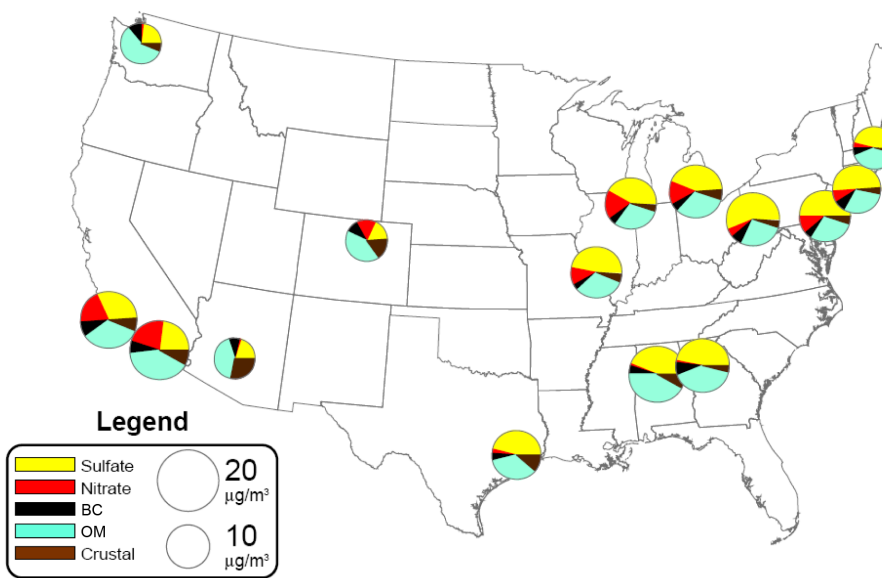 Legend
Sulfate
Nitrate
BC
OM
Crustal
20
µg/m³
10
µg/m³